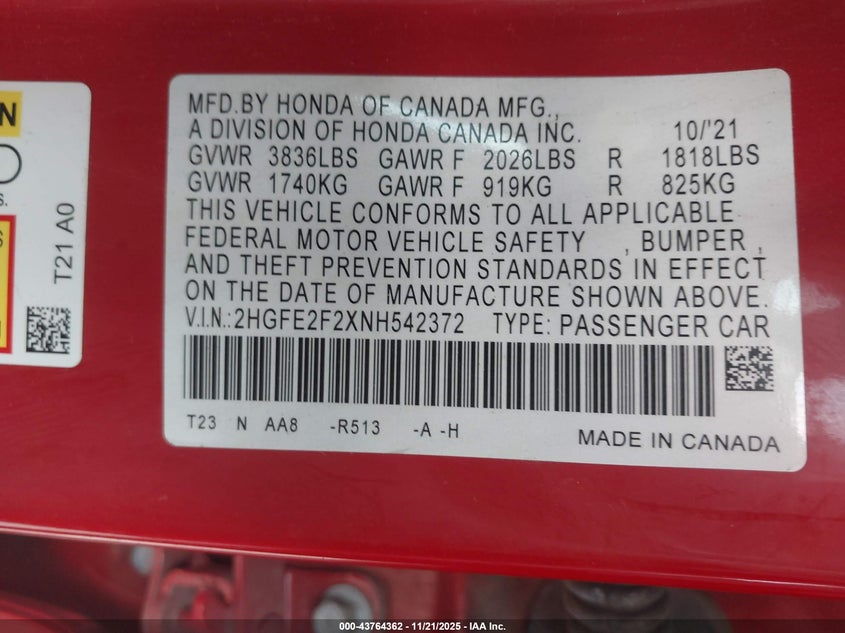 N
S.
S
N
T21 A0
MFD.BY HONDA OF CANADA MFG.,
A DIVISION OF HONDA CANADA INC. 10/'21
GVWR 3836LBS GAWR F 2026LBS R 1818LBS
GVWR 1740KG GAWR F 919KG R 825KG
THIS VEHICLE CONFORMS TO ALL APPLICABLE
FEDERAL MOTOR VEHICLE SAFETY , BUMPER ,
AND THEFT PREVENTION STANDARDS IN EFFECT
ON THE DATE OF MANUFACTURE SHOWN ABOVE.
V.I.N.:2HGFE2F2XNH542372 TYPE: PASSENGER CAR
T23 N AA8 -R513 -A -H
MADE IN CANADA
000-43764362 - 11/21/2025 - IAA Inc.